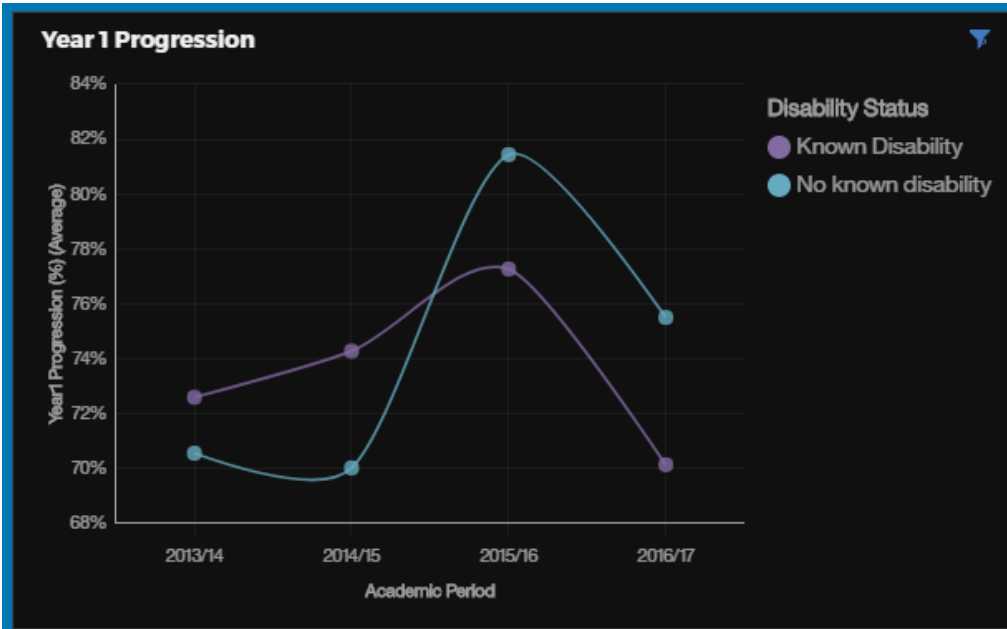 Year 1 Progression
84%
82%
80%
78%
76%
74%
72%
70%
68%
Year1 Progression (%) (Average)
2013/14 2014/15 2015/16 2016/17
Academic Period
Disability Status
Known Disability
No known disability